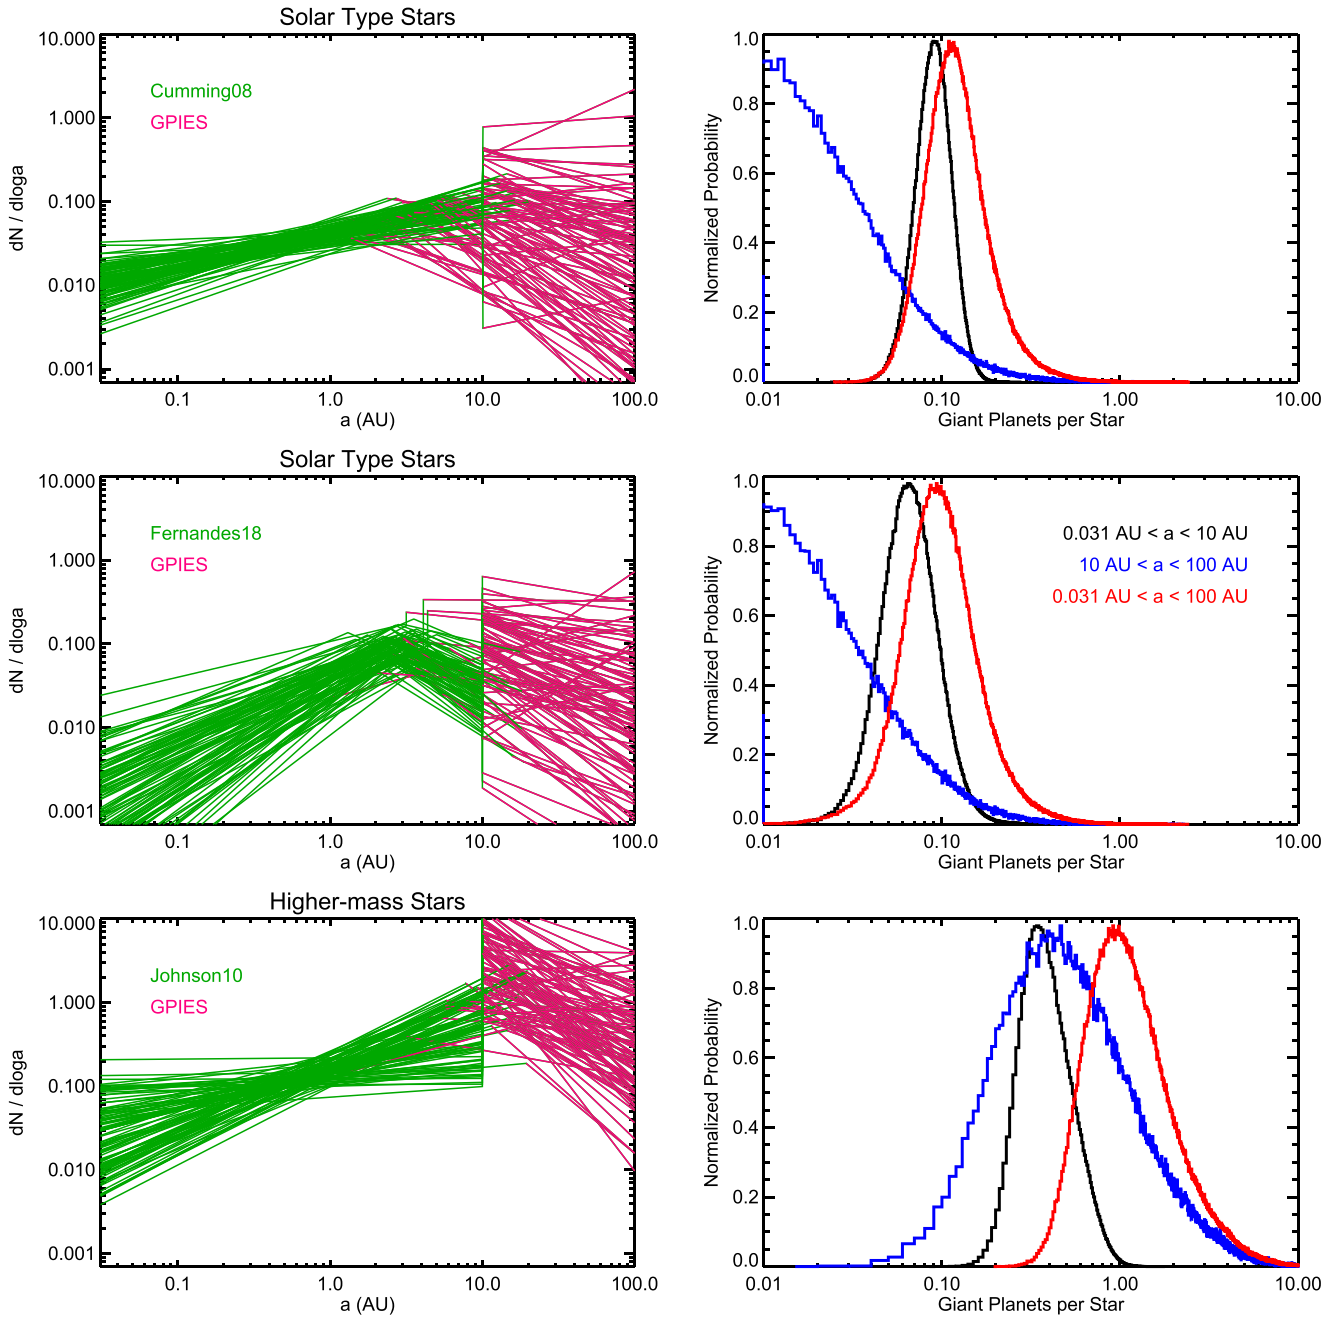 Solar Type Stars
10.000
1.000
0.100
0.010
0.001
dN / dloga
Cumming08
GPIES
0.1
1.0
10.0
100.0
a (AU)
1.0
0.8
0.6
0.4
0.2
0.0
Normalized Probability
0.01
0.10
1.00
10.00
Giant Planets per Star
Solar Type Stars
10.000
1.000
0.100
0.010
0.001
dN / dloga
Fernandes18
GPIES
0.1
1.0
10.0
100.0
a (AU)
1.0
0.8
0.6
0.4
0.2
0.0
Normalized Probability
0.031 AU < a < 10 AU
10 AU < a < 100 AU
0.031 AU < a < 100 AU
0.01
0.10
1.00
10.00
Giant Planets per Star
Higher-mass Stars
10.000
1.000
0.100
0.010
0.001
dN / dloga
Johnson10
GPIES
0.1
1.0
10.0
100.0
a (AU)
1.0
0.8
0.6
0.4
0.2
0.0
Normalized Probability
0.01
0.10
1.00
10.00
Giant Planets per Star